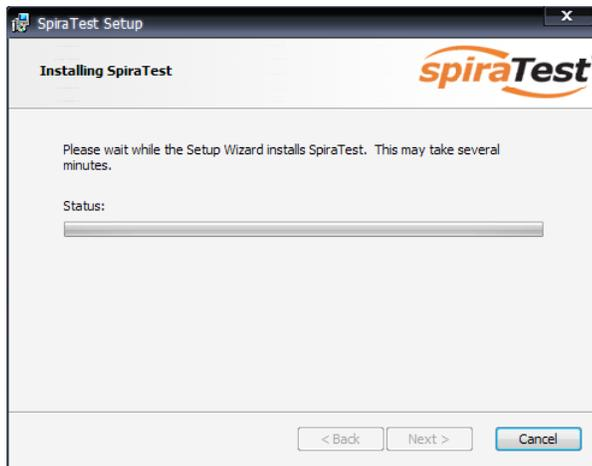 SpiraTest Setup
x
Installing SpiraTest
spiraTest
Please wait while the Setup Wizard installs SpiraTest. This may take several
minutes.
Status:
< Back
Next >
Cancel